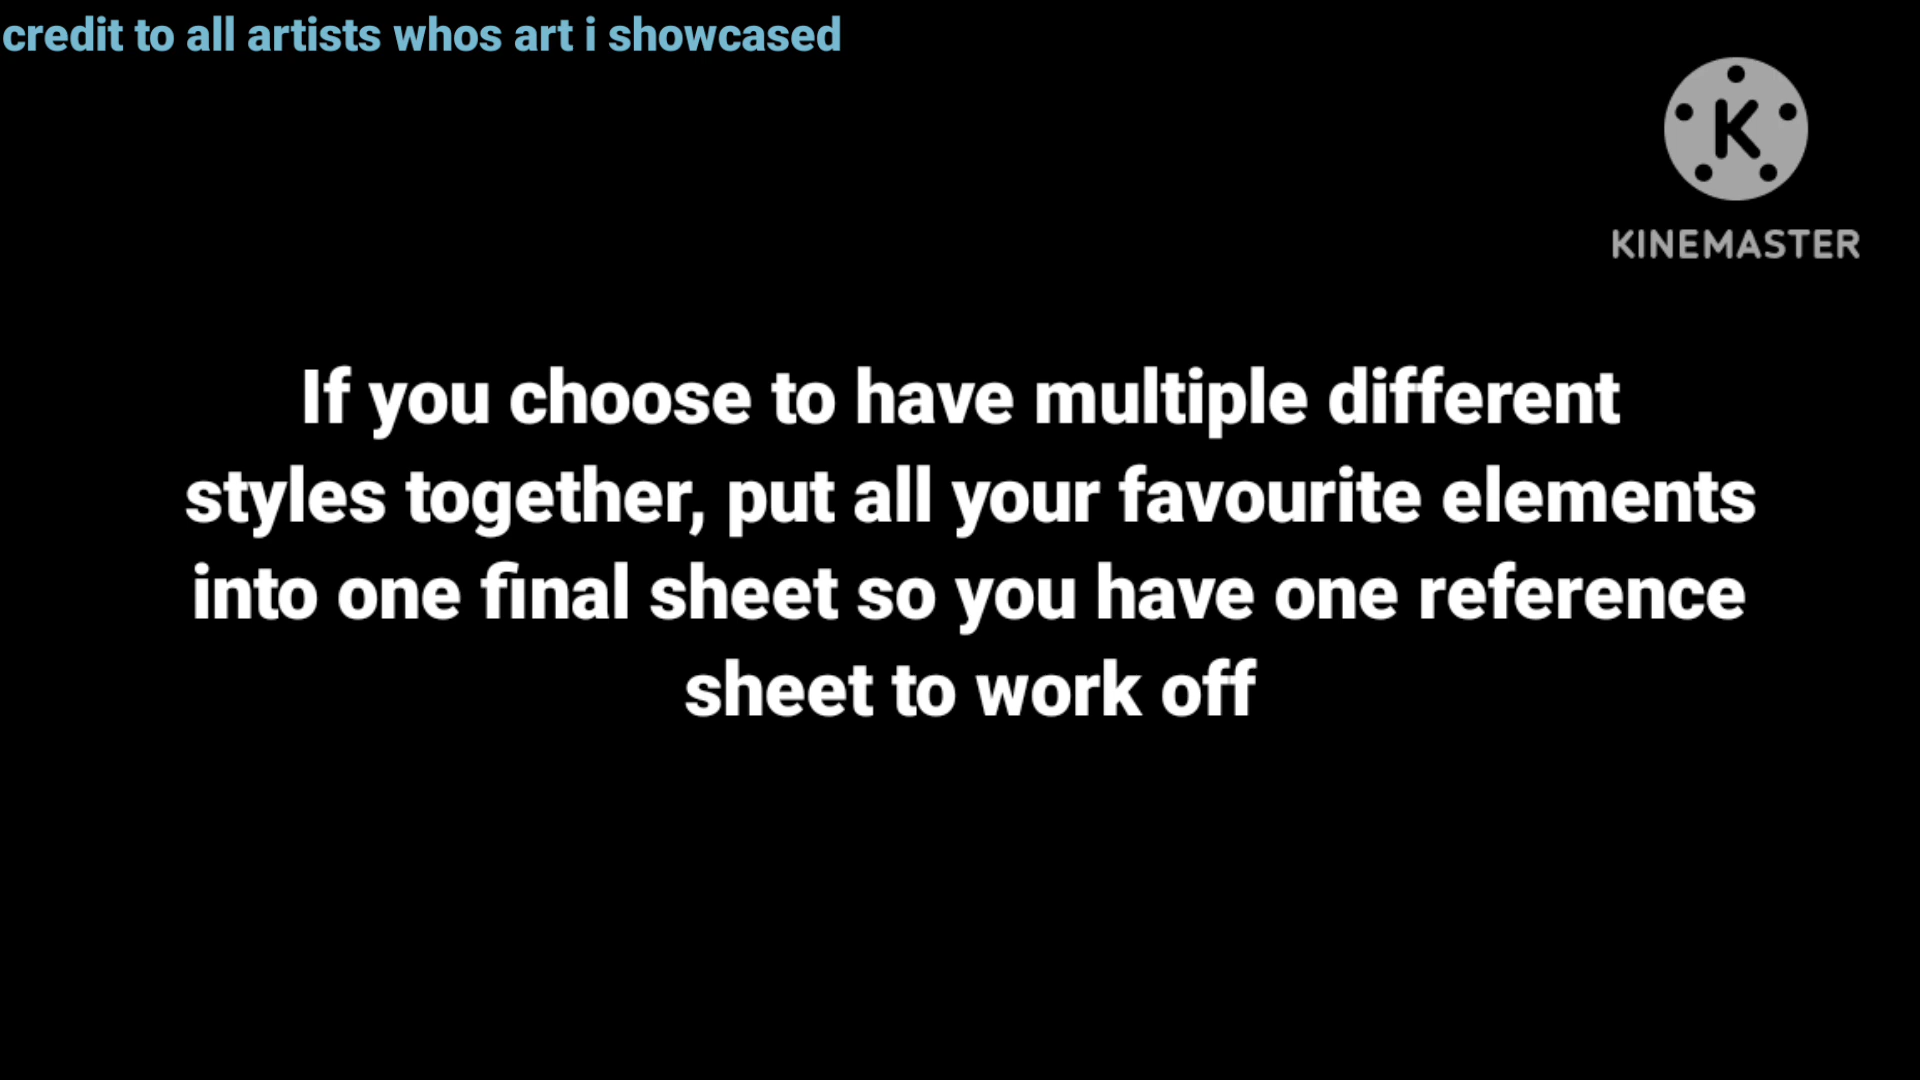 credit to all artists whos art i showcased
K
KINEMASTER
If you choose to have multiple different
styles together, put all your favourite elements
into one final sheet so you have one reference
sheet to work off